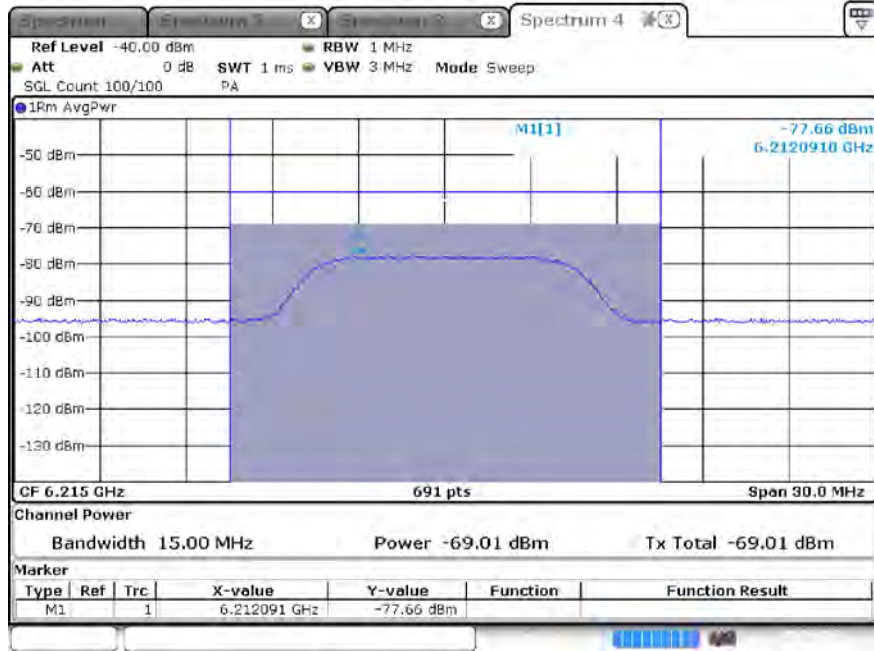 Spectrum Spectrum 3 X Spectrum 2 X Spectrum 4 X
Ref Level -40.00 dBm RBW 1 MHz
Att 0 dB SWT 1 ms VBW 3 MHz Mode Sweep
SGL Count 100/100 PA
1Rm AvgPwr
M1[1] -77.66 dBm
6.2120910 GHz
-50 dBm
-60 dBm
-70 dBm
-80 dBm
-90 dBm
-100 dBm
-110 dBm
-120 dBm
-130 dBm
CF 6.215 GHz 691 pts Span 30.0 MHz
Channel Power
Bandwidth 15.00 MHz Power -69.01 dBm Tx Total -69.01 dBm
Marker
Type Ref Trc X-value Y-value Function Function Result
M1 1 6.212091 GHz -77.66 dBm